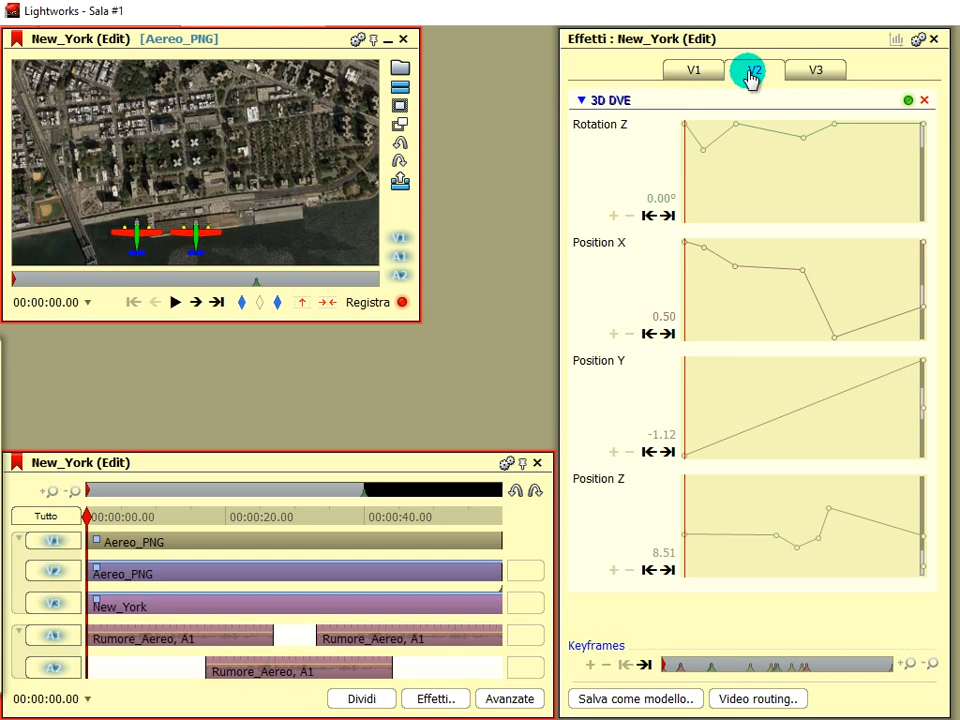 Lightworks - Sala #1
New_York (Edit) [Aereo_PNG]
V1
A1
A2
00:00:00.00
Registra
Effetti : New_York (Edit)
V1 V2 V3
3D DVE
Rotation Z
0.00°
Position X
0.50
Position Y
-1.12
Position Z
8.51
Keyframes
Salva come modello.. Video routing..
New_York (Edit)
Tutto 00:00:00.00 00:00:20.00 00:00:40.00
V1 Aereo_PNG
V2 Aereo_PNG
V3 New_York
A1 Rumore_Aereo, A1 Rumore_Aereo, A1
A2 Rumore_Aereo, A1
00:00:00.00 Dividi Effetti.. Avanzate